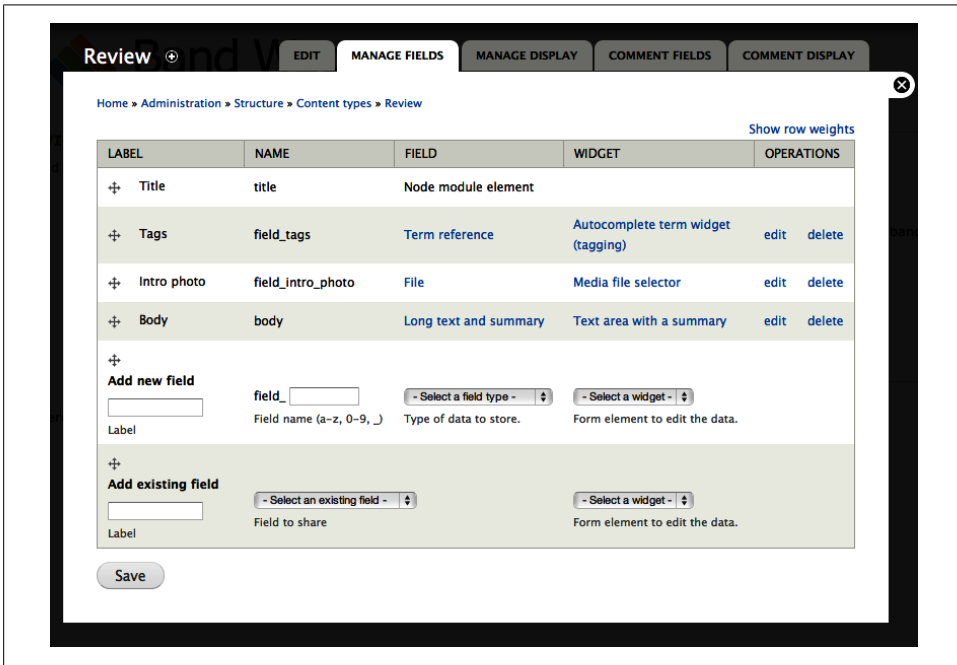 Review
EDIT
MANAGE FIELDS
MANAGE DISPLAY
COMMENT FIELDS
COMMENT DISPLAY
Home » Administration » Structure » Content types » Review
Show row weights
LABEL NAME FIELD WIDGET OPERATIONS
Title title Node module element
Tags field_tags Term reference Autocomplete term widget (tagging) edit delete
Intro photo field_intro_photo File Media file selector edit delete
Body body Long text and summary Text area with a summary edit delete
Add new field
field_ - Select a field type - - Select a widget -
Label Field name (a-z, 0-9, _) Type of data to store. Form element to edit the data.
Add existing field
- Select an existing field - - Select a widget -
Label Field to share Form element to edit the data.
Save